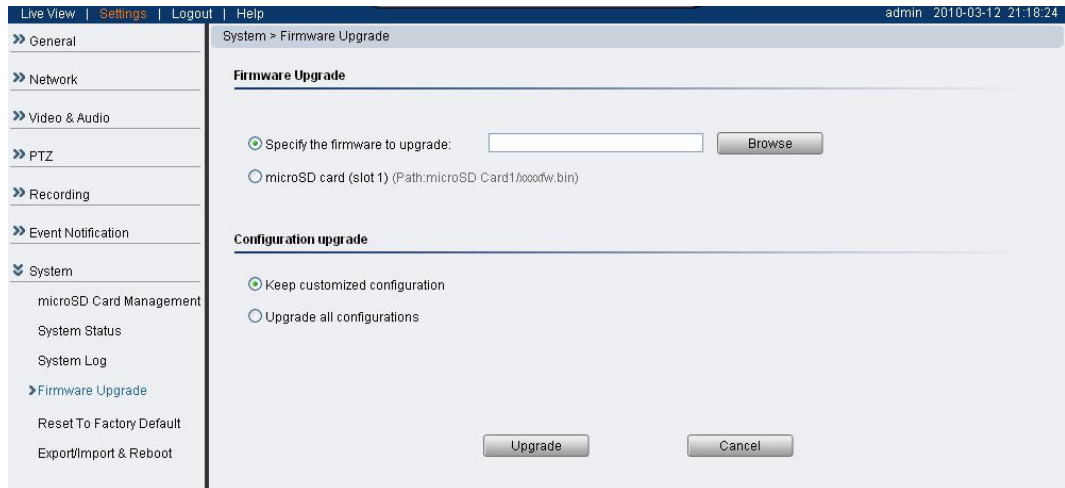 Live View | Settings | Logout | Help
admin 2010-03-12 21:18:24
General
Network
Video & Audio
PTZ
Recording
Event Notification
System
microSD Card Management
System Status
System Log
Firmware Upgrade
Reset To Factory Default
Export/Import & Reboot
System > Firmware Upgrade
Firmware Upgrade
Specify the firmware to upgrade:
Browse
microSD card (slot 1) (Path:microSD Card1/xxxxfw.bin)
Configuration upgrade
Keep customized configuration
Upgrade all configurations
Upgrade
Cancel